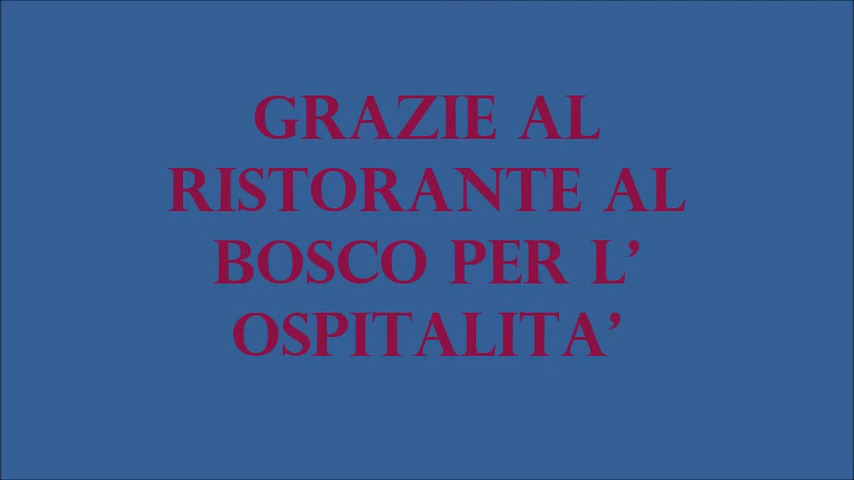 GRAZIE AL
RISTORANTE AL
BOSCO PER L’
OSPITALITA’